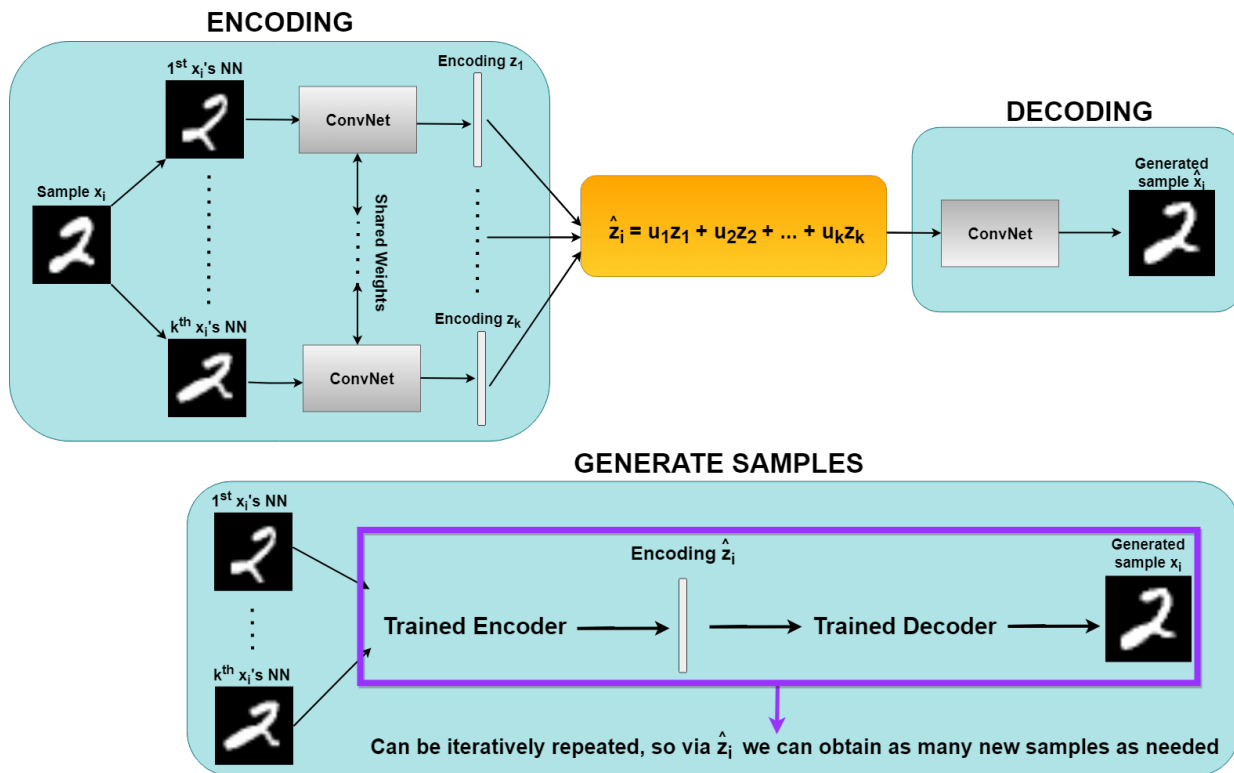 ENCODING
1st xi's NN
Encoding z1
ConvNet
Sample xi
Shared Weights
kth xi's NN
Encoding zk
ConvNet
ẑi = u1z1 + u2z2 + ... + ukzk
DECODING
Generated
sample x̂i
ConvNet
GENERATE SAMPLES
1st xi's NN
kth xi's NN
Trained Encoder
Encoding ẑi
Trained Decoder
Generated
sample xi
Can be iteratively repeated, so via ẑi we can obtain as many new samples as needed